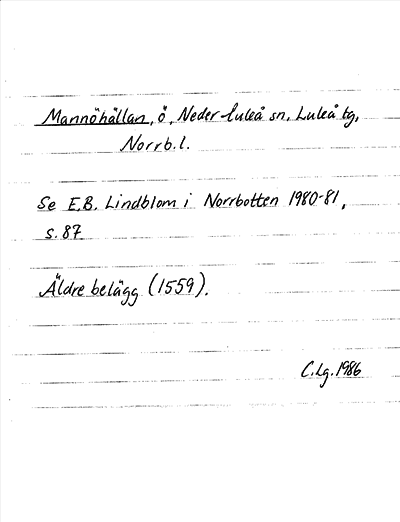 Mannöhällan, ö, Neder-Luleå sn, Luleå tg,
Norrb.l.
Se E.B. Lindblom i Norrbotten 1980-81,
s.87
Äldre belägg (1559).
C.Lg.1986